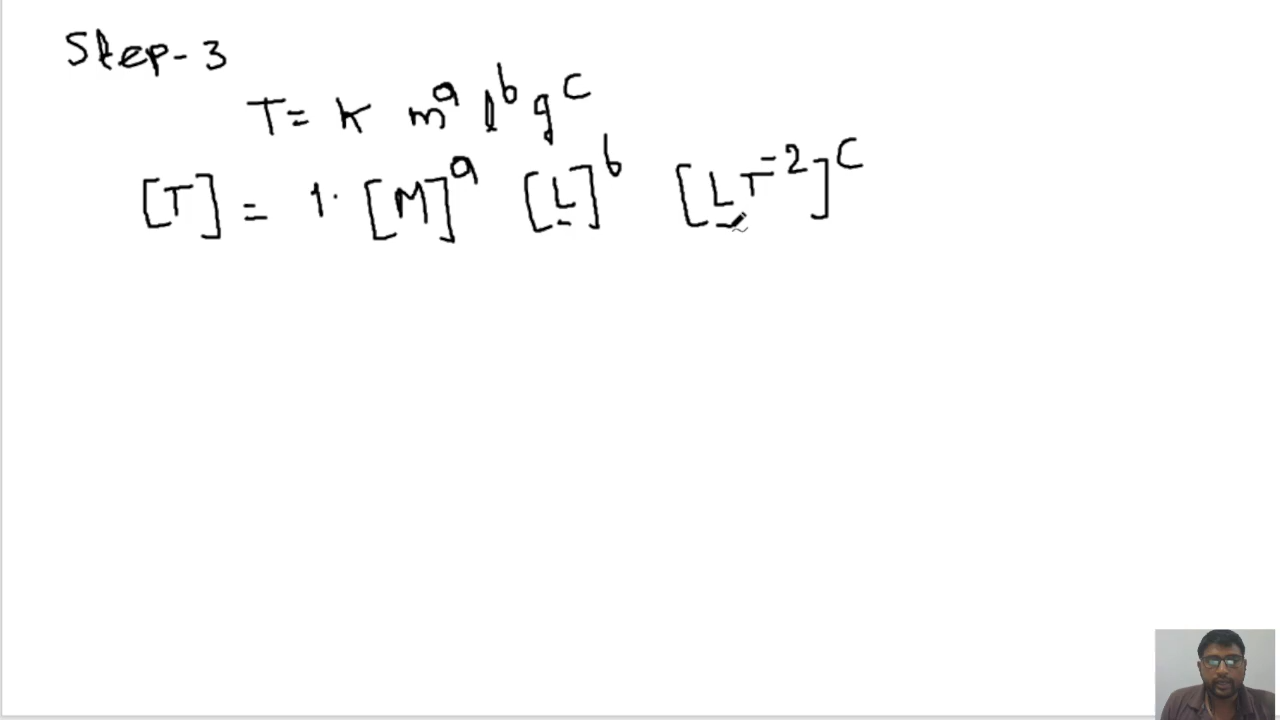 Step-3
T= K m^a l^b g^c
[T] = 1. [M]^a [L]^b [LT^-2]^c